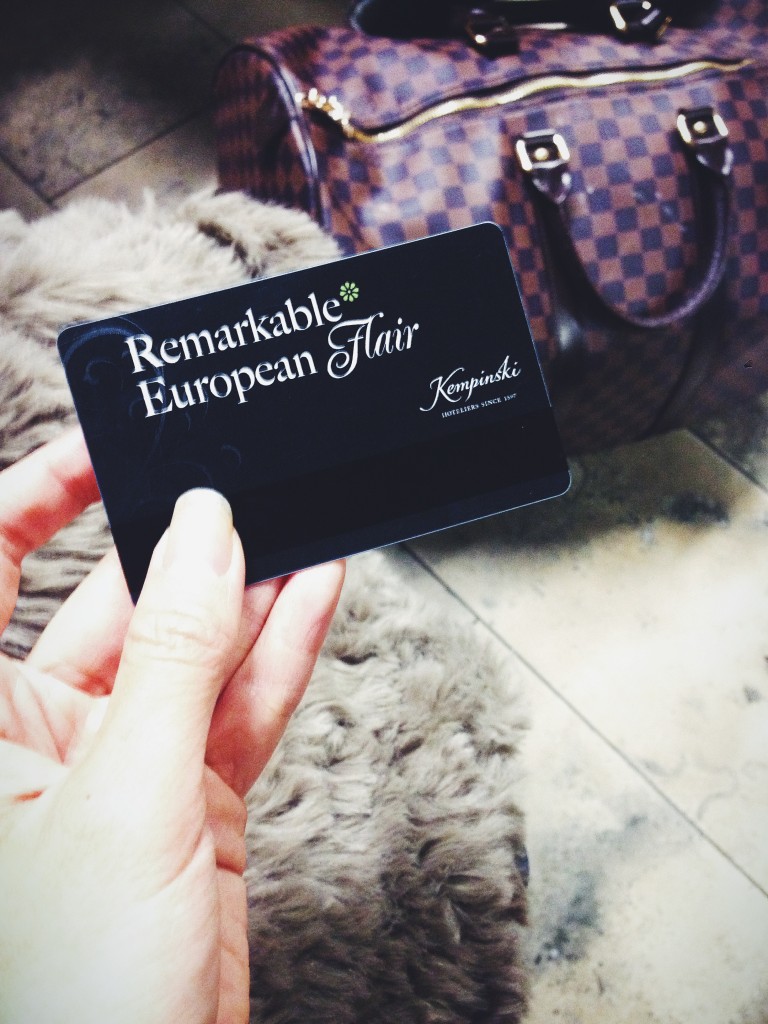 Remarkable
European Flair
Kempinski
HOTELIERS SINCE 1897